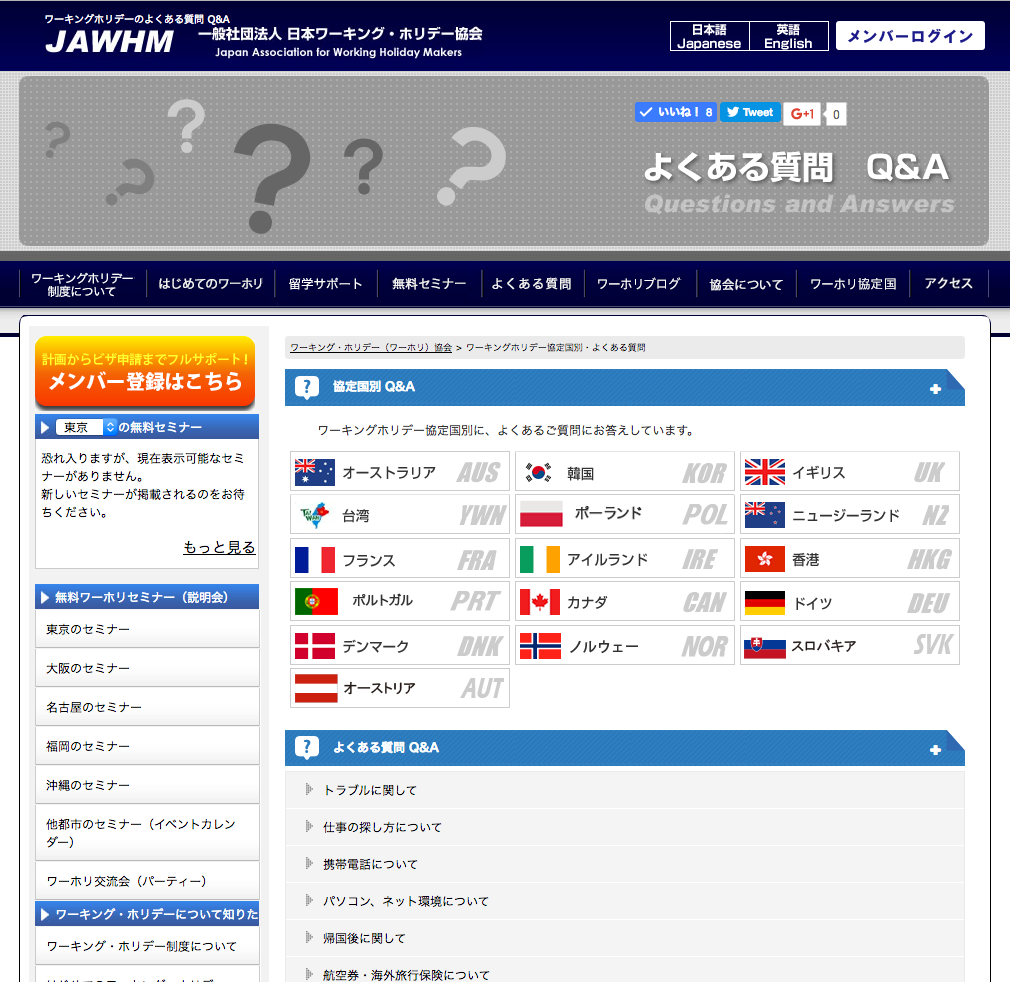 ワーキングホリデーのよくある質問 Q&A
JAWHM
一般社団法人 日本ワーキング・ホリデー協会
Japan Association for Working Holiday Makers
日本語
Japanese
英語
English
メンバーログイン
いいね！ 8
Tweet
G+1
0
よくある質問　Q&A
Questions and Answers
ワーキングホリデー
制度について
はじめてのワーホリ
留学サポート
無料セミナー
よくある質問
ワーホリブログ
協会について
ワーホリ協定国
アクセス
計画からビザ申請までフルサポート！
メンバー登録はこちら
東京 の無料セミナー
恐れ入りますが、現在表示可能なセミ
ナーがありません。
新しいセミナーが掲載されるのをお待
ちください。
もっと見る
無料ワーホリセミナー（説明会）
東京のセミナー
大阪のセミナー
名古屋のセミナー
福岡のセミナー
沖縄のセミナー
他都市のセミナー（イベントカレン
ダー）
ワーホリ交流会（パーティー）
ワーキング・ホリデーについて知りた
ワーキング・ホリデー制度について
ワーキング・ホリデー（ワーホリ）協会 > ワーキングホリデー協定国別・よくある質問
協定国別 Q&A
ワーキングホリデー協定国別に、よくあるご質問にお答えしています。
オーストラリア AUS
韓国 KOR
イギリス UK
台湾 YWN
ポーランド POL
ニュージーランド NZ
フランス FRA
アイルランド IRE
香港 HKG
ポルトガル PRT
カナダ CAN
ドイツ DEU
デンマーク DNK
ノルウェー NOR
スロバキア SVK
オーストリア AUT
よくある質問 Q&A
トラブルに関して
仕事の探し方について
携帯電話について
パソコン、ネット環境について
帰国後に関して
航空券・海外旅行保険について